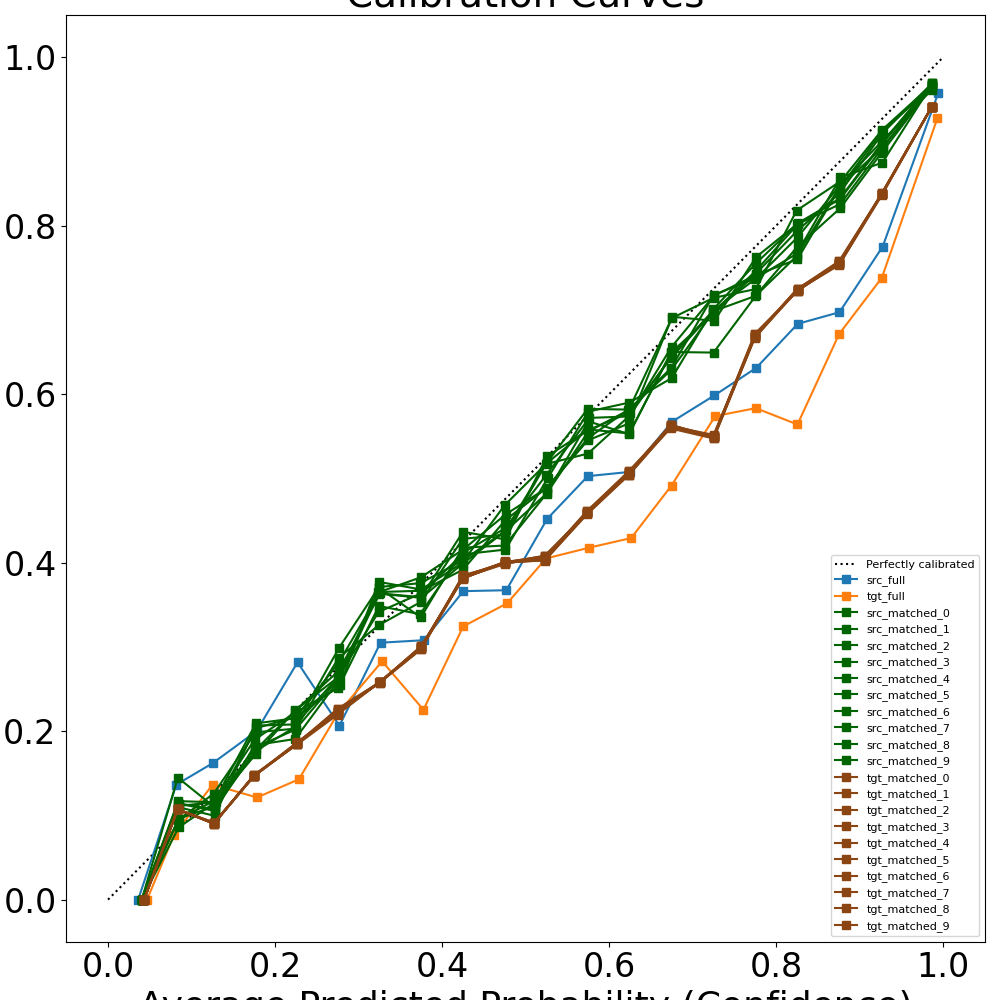 Calibration Curves
1.0
0.8
0.6
0.4
0.2
0.0
Perfectly calibrated
src_full
tgt_full
src_matched_0
src_matched_1
src_matched_2
src_matched_3
src_matched_4
src_matched_5
src_matched_6
src_matched_7
src_matched_8
src_matched_9
tgt_matched_0
tgt_matched_1
tgt_matched_2
tgt_matched_3
tgt_matched_4
tgt_matched_5
tgt_matched_6
tgt_matched_7
tgt_matched_8
tgt_matched_9
0.0 0.2 0.4 0.6 0.8 1.0
Average Predicted Probability (Confidence)